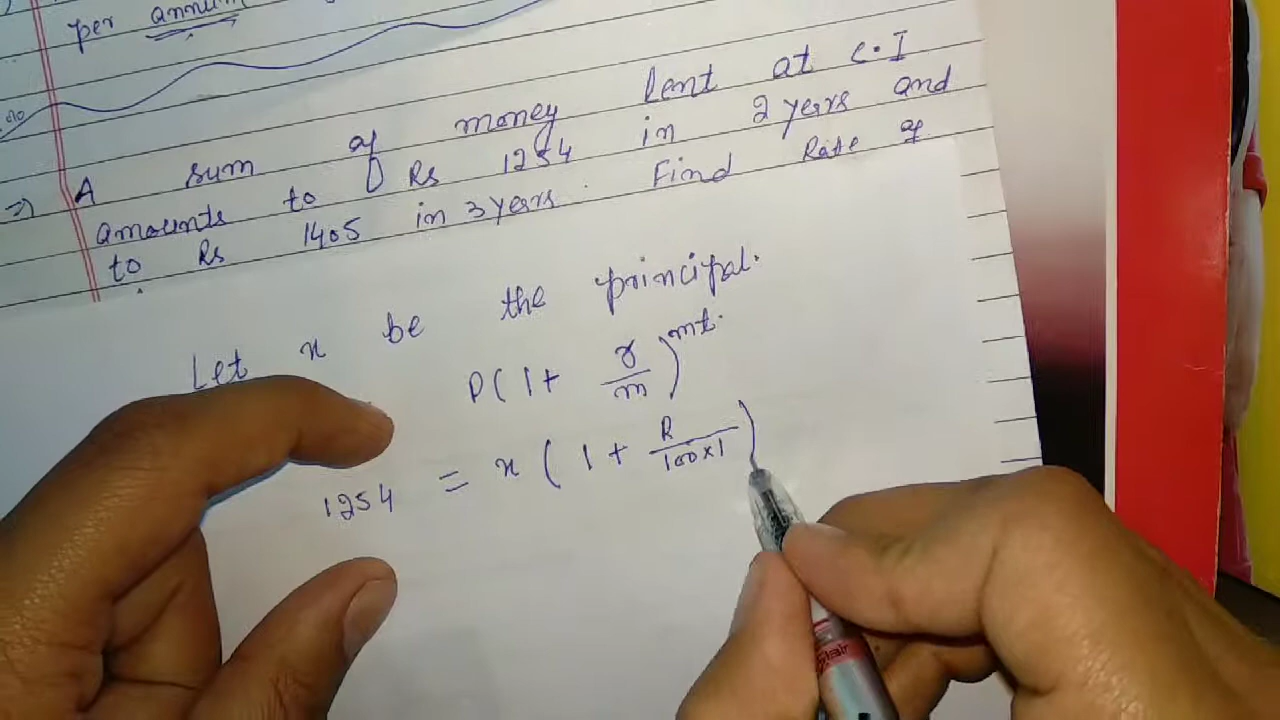 per annum
=) A sum of money lent at C.I
amounts to Rs 1254 in 2 years and
to Rs 1405 in 3 years. Find Rate of
Let x be the principal.
P(1+ r/m)^mt.
1254 = x ( 1 + R/100×1 )